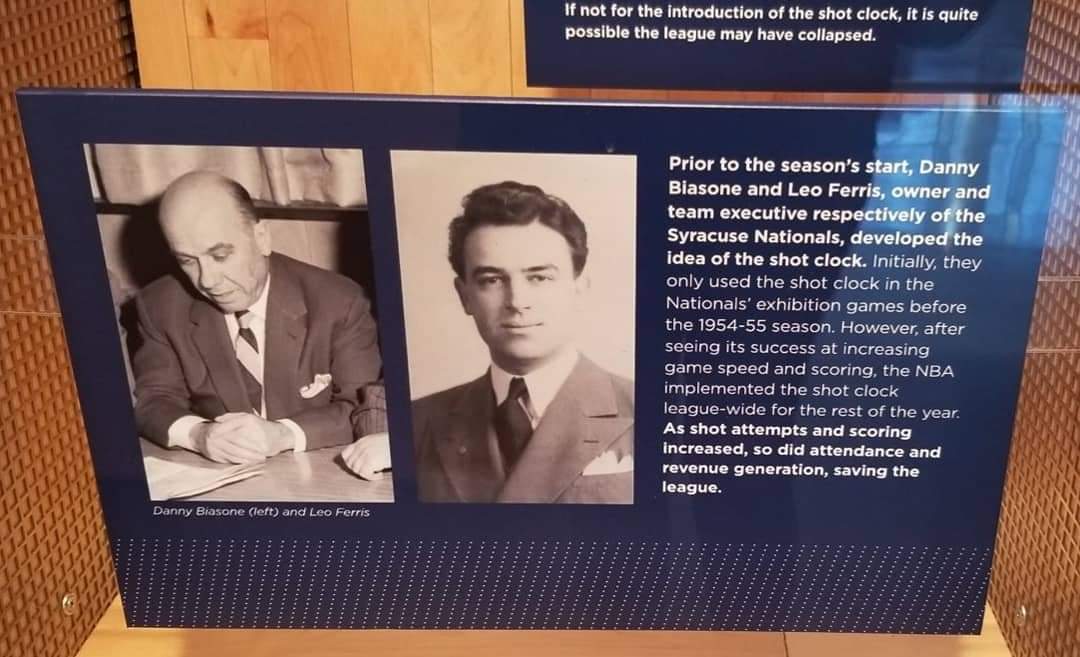 If not for the introduction of the shot clock, it is quite
possible the league may have collapsed.
Prior to the season's start, Danny
Biasone and Leo Ferris, owner and
team executive respectively of the
Syracuse Nationals, developed the
idea of the shot clock. Initially, they
only used the shot clock in the
Nationals' exhibition games before
the 1954-55 season. However, after
seeing its success at increasing
game speed and scoring, the NBA
implemented the shot clock
league-wide for the rest of the year.
As shot attempts and scoring
increased, so did attendance and
revenue generation, saving the
league.
Danny Biasone (left) and Leo Ferris